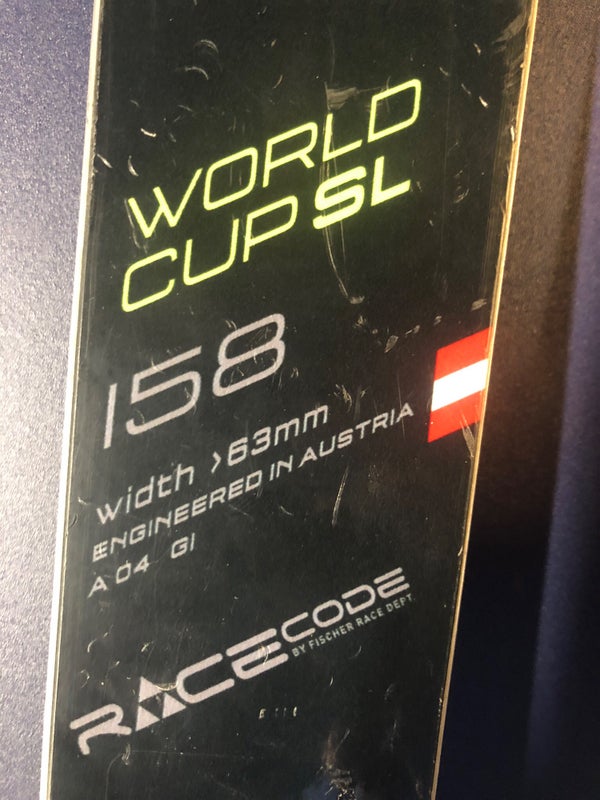 WORLD
CUP SL
158
width >63mm
ENGINEERED IN AUSTRIA
A 04 GI
RACECODE
BY FISCHER RACE DEPT.